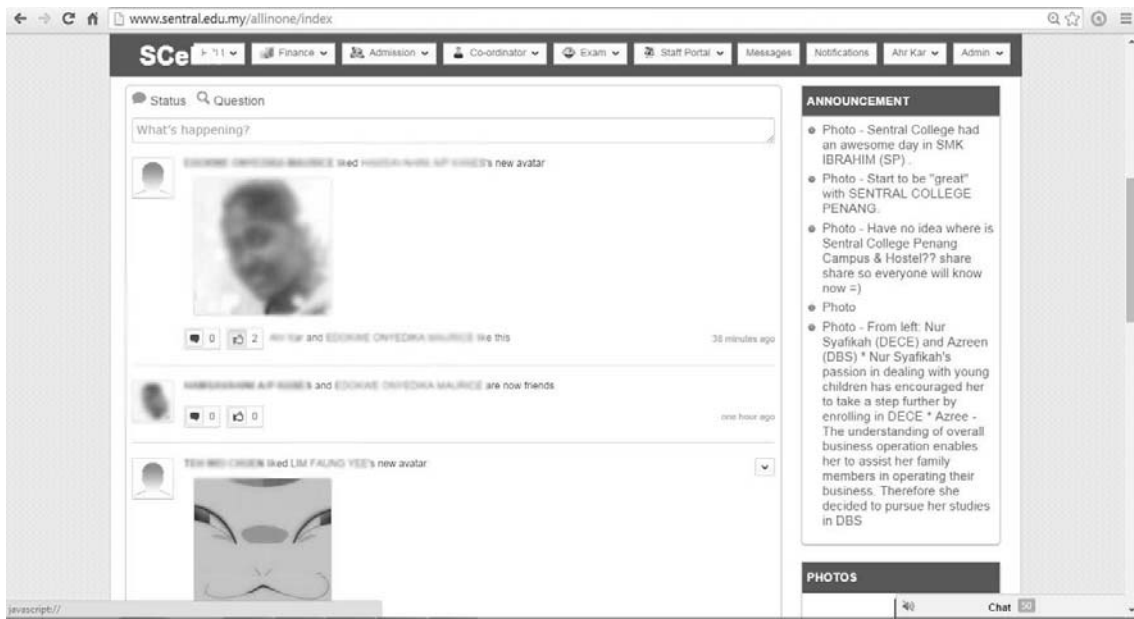 www.sentral.edu.my/allinone/index
SCe
Finance
Admission
Co-ordinator
Exam
Staff Portal
Messages
Notifications
Ahr Kar
Admin
Status
Question
What's happening?
liked 's new avatar
0
2
and like this
38 minutes ago
and are now friends
0
0
one hour ago
liked LIM FAUNG YEE's new avatar
ANNOUNCEMENT
Photo - Sentral College had
an awesome day in SMK
IBRAHIM (SP) .
Photo - Start to be "great"
with SENTRAL COLLEGE
PENANG.
Photo - Have no idea where is
Sentral College Penang
Campus & Hostel?? share
share so everyone will know
now =)
Photo
Photo - From left: Nur
Syafikah (DECE) and Azreen
(DBS) * Nur Syafikah's
passion in dealing with young
children has encouraged her
to take a step further by
enrolling in DECE * Azree -
The understanding of overall
business operation enables
her to assist her family
members in operating their
business. Therefore she
decided to pursue her studies
in DBS
PHOTOS
javascript://
Chat 50